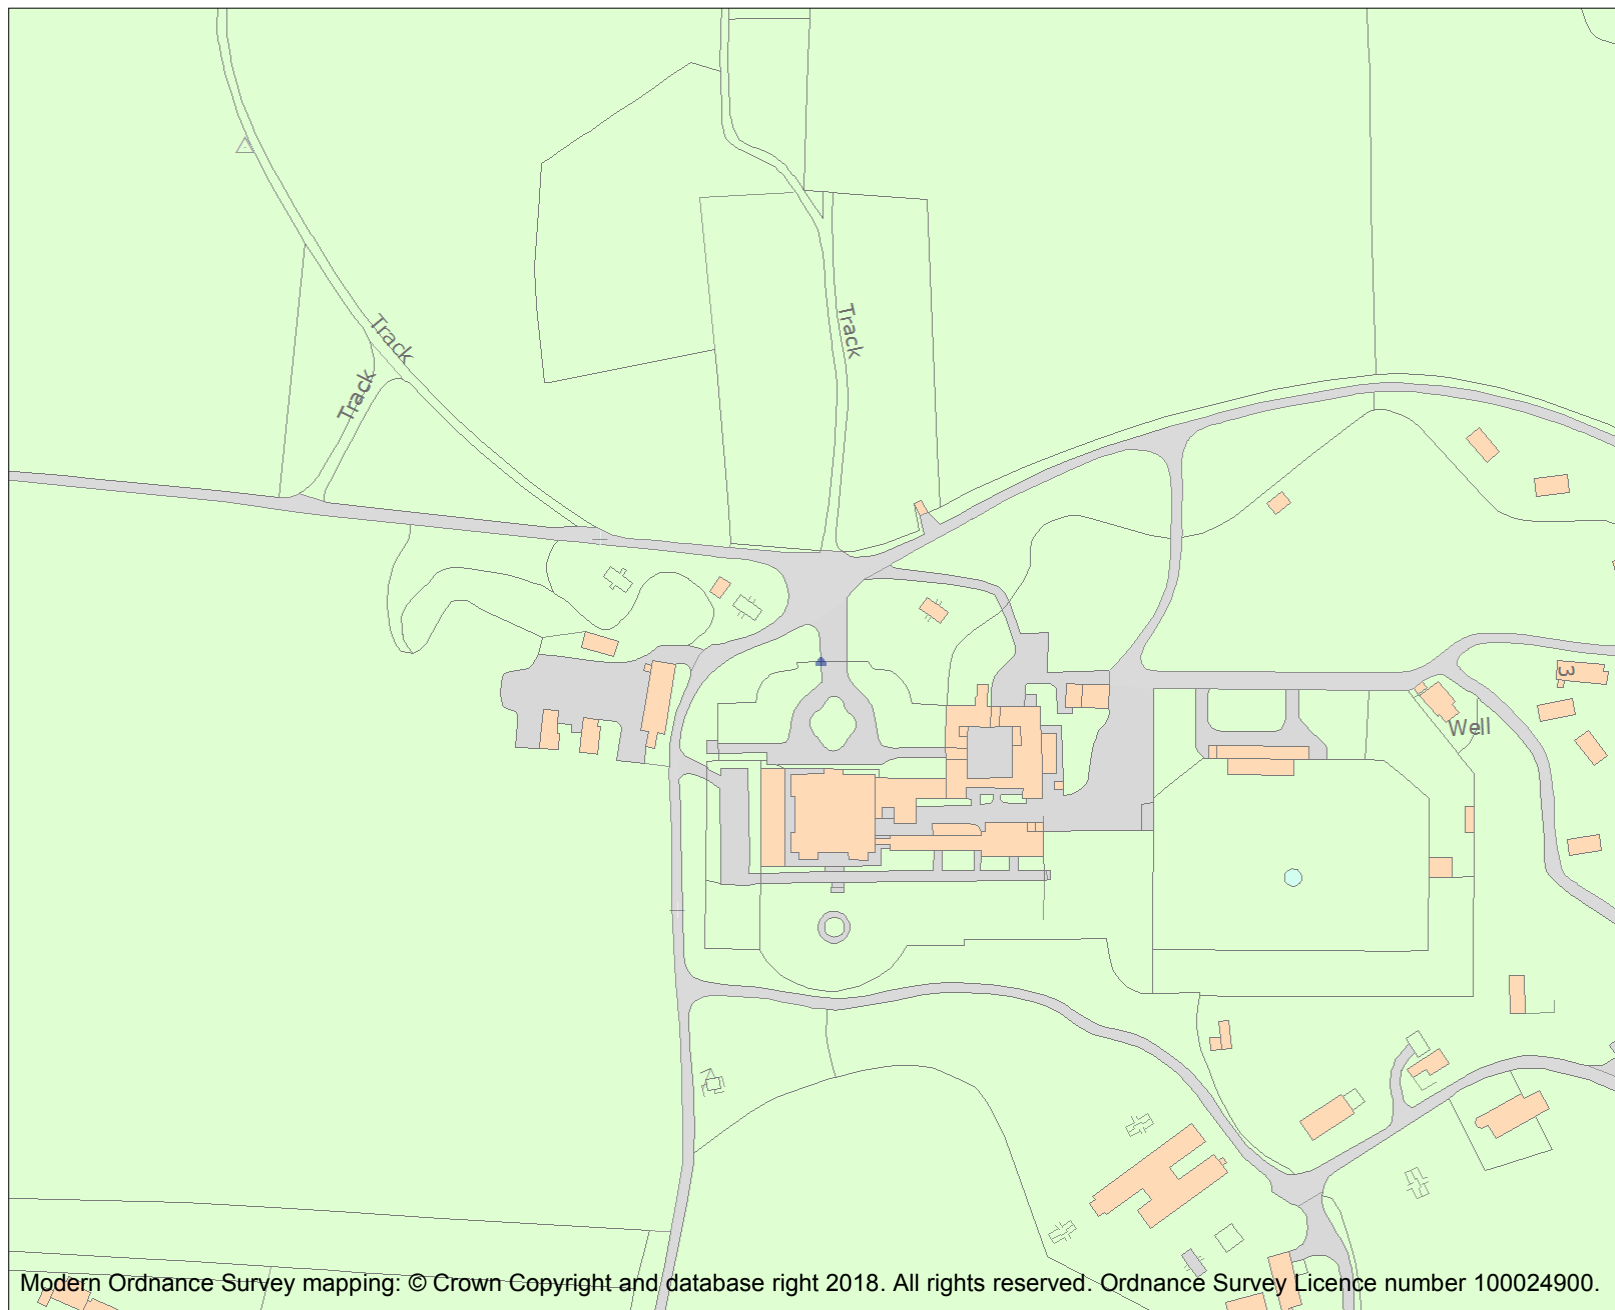 Track
Track
Track
3
Well
Modern Ordnance Survey mapping: © Crown Copyright and database right 2018. All rights reserved. Ordnance Survey Licence number 100024900.